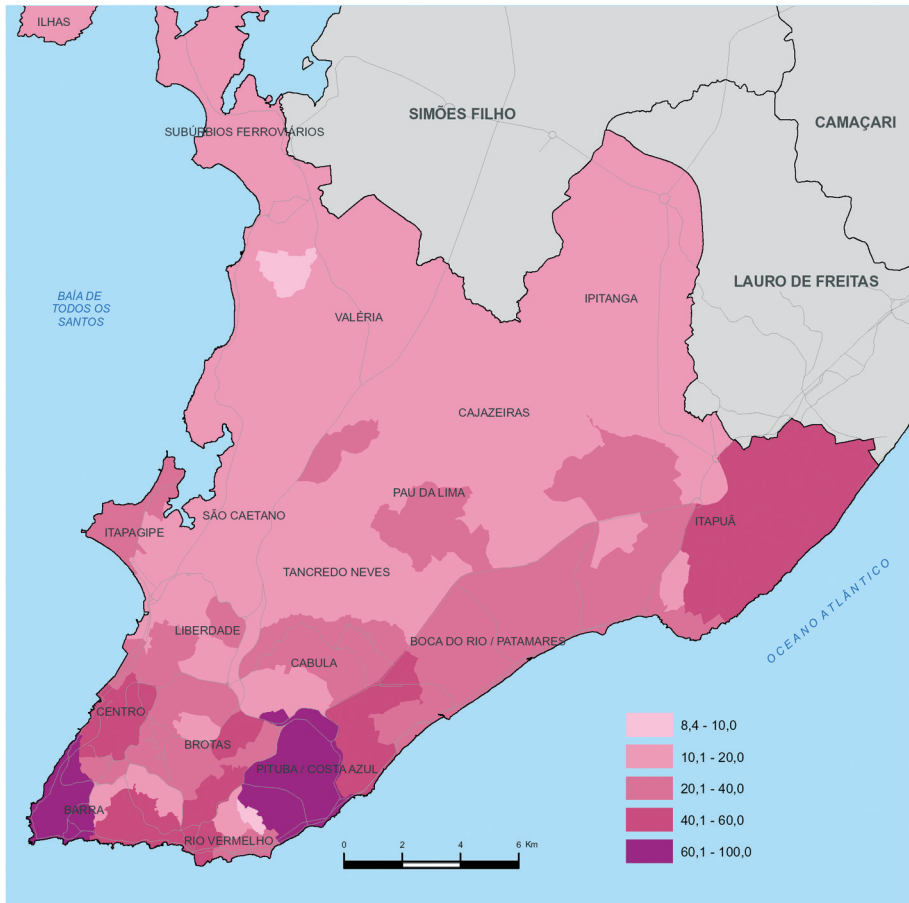 ILHAS
SUBÚRBIOS FERROVIÁRIOS
SIMÕES FILHO
CAMAÇARI
LAURO DE FREITAS
BAÍA DE
TODOS OS
SANTOS
VALÉRIA
IPITANGA
CAJAZEIRAS
PAU DA LIMA
SÃO CAETANO
ITAPAGIPE
ITAPUÃ
TANCREDO NEVES
LIBERDADE
CABULA
BOCA DO RIO / PATAMARES
OCEANO ATLÂNTICO
CENTRO
BROTAS
PITUBA / COSTA AZUL
BARRA
RIO VERMELHO
8,4 - 10,0
10,1 - 20,0
20,1 - 40,0
40,1 - 60,0
60,1 - 100,0
0 2 4 6 Km